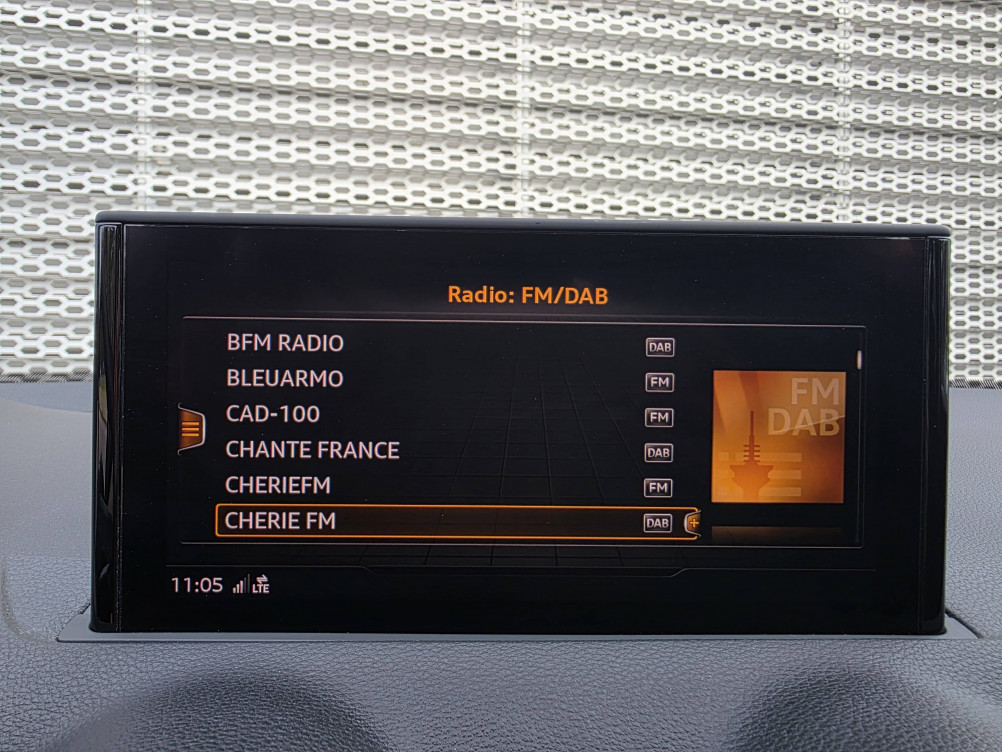 Radio: FM/DAB
BFM RADIO DAB
BLEUARMO FM
CAD-100 FM
CHANTE FRANCE DAB
CHERIEFM FM
CHERIE FM DAB
FM
DAB
11:05 LTE